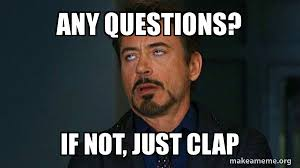 ANY QUESTIONS?
IF NOT, JUST CLAP
makeameme.org